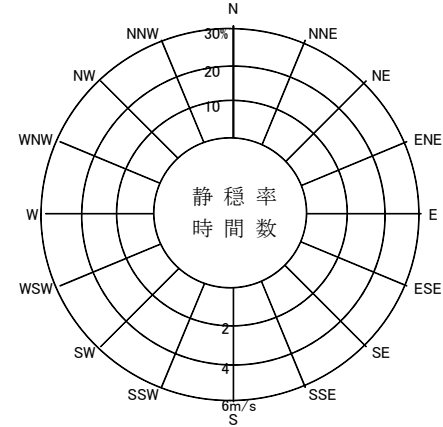 N
NNW 30% NNE
NW 20 NE
10
WNW ENE
静穏率
W E
時間数
WSW ESE
2
SW SE
4
SSW SSE
6m/s
S